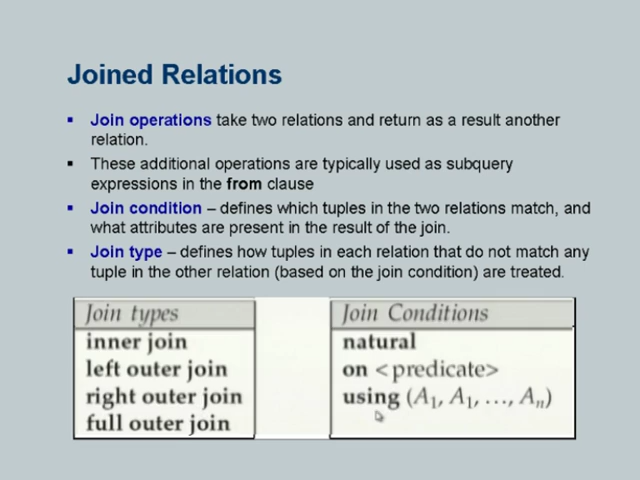 Joined Relations
▪ Join operations take two relations and return as a result another
relation.
▪ These additional operations are typically used as subquery
expressions in the from clause
▪ Join condition – defines which tuples in the two relations match, and
what attributes are present in the result of the join.
▪ Join type – defines how tuples in each relation that do not match any
tuple in the other relation (based on the join condition) are treated.
Join types
inner join
left outer join
right outer join
full outer join
Join Conditions
natural
on <predicate>
using (A₁, A₁, ..., Aₙ)